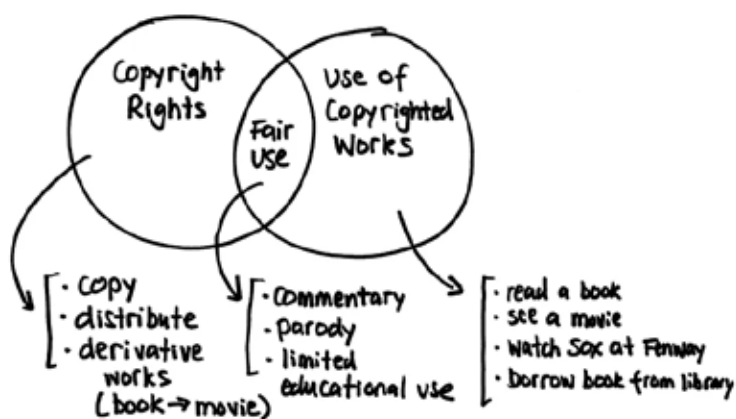 Copyright
Rights
Fair
use
Use of
Copyrighted
Works
· copy
· distribute
· derivative
works
(book → movie)
· commentary
· parody
· limited
educational use
· read a book
· see a movie
· watch Sox at Fenway
· borrow book from library